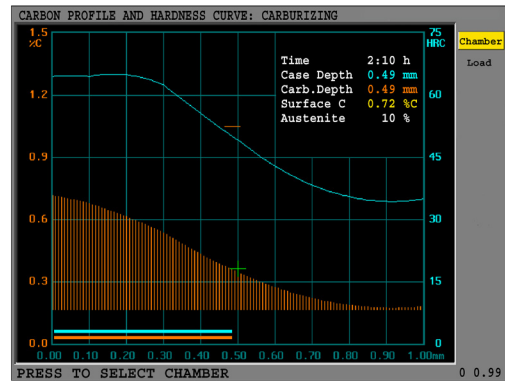 CARBON PROFILE AND HARDNESS CURVE: CARBURIZING
1.5
%C
75
HRC
Chamber
Load
Time 2:10 h
Case Depth 0.49 mm
Carb.Depth 0.49 mm
Surface C 0.72 %C
Austenite 10 %
1.2
60
0.9
45
0.6
30
0.3
15
0.0
0
0.00 0.10 0.20 0.30 0.40 0.50 0.60 0.70 0.80 0.90 1.00mm
PRESS TO SELECT CHAMBER
0 0.99